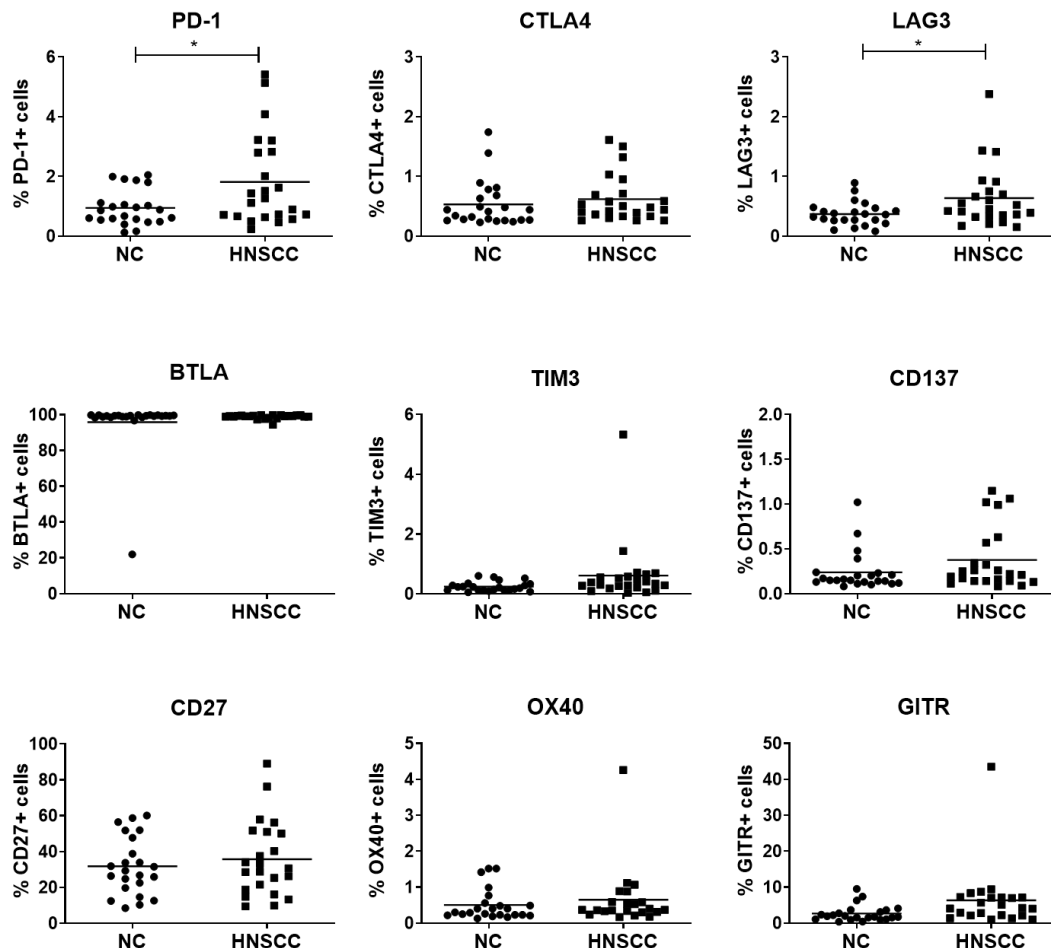 PD-1
CTLA4
LAG3
*
*
% PD-1+ cells
6
4
2
0
NC
HNSCC
% CTLA4+ cells
3
2
1
0
NC
HNSCC
% LAG3+ cells
3
2
1
0
NC
HNSCC
BTLA
TIM3
CD137
% BTLA+ cells
100
80
60
40
20
0
NC
HNSCC
% TIM3+ cells
6
4
2
0
NC
HNSCC
% CD137+ cells
2.0
1.5
1.0
0.5
0.0
NC
HNSCC
CD27
OX40
GITR
% CD27+ cells
100
80
60
40
20
0
NC
HNSCC
% OX40+ cells
5
4
3
2
1
0
NC
HNSCC
% GITR+ cells
50
40
30
20
10
0
NC
HNSCC